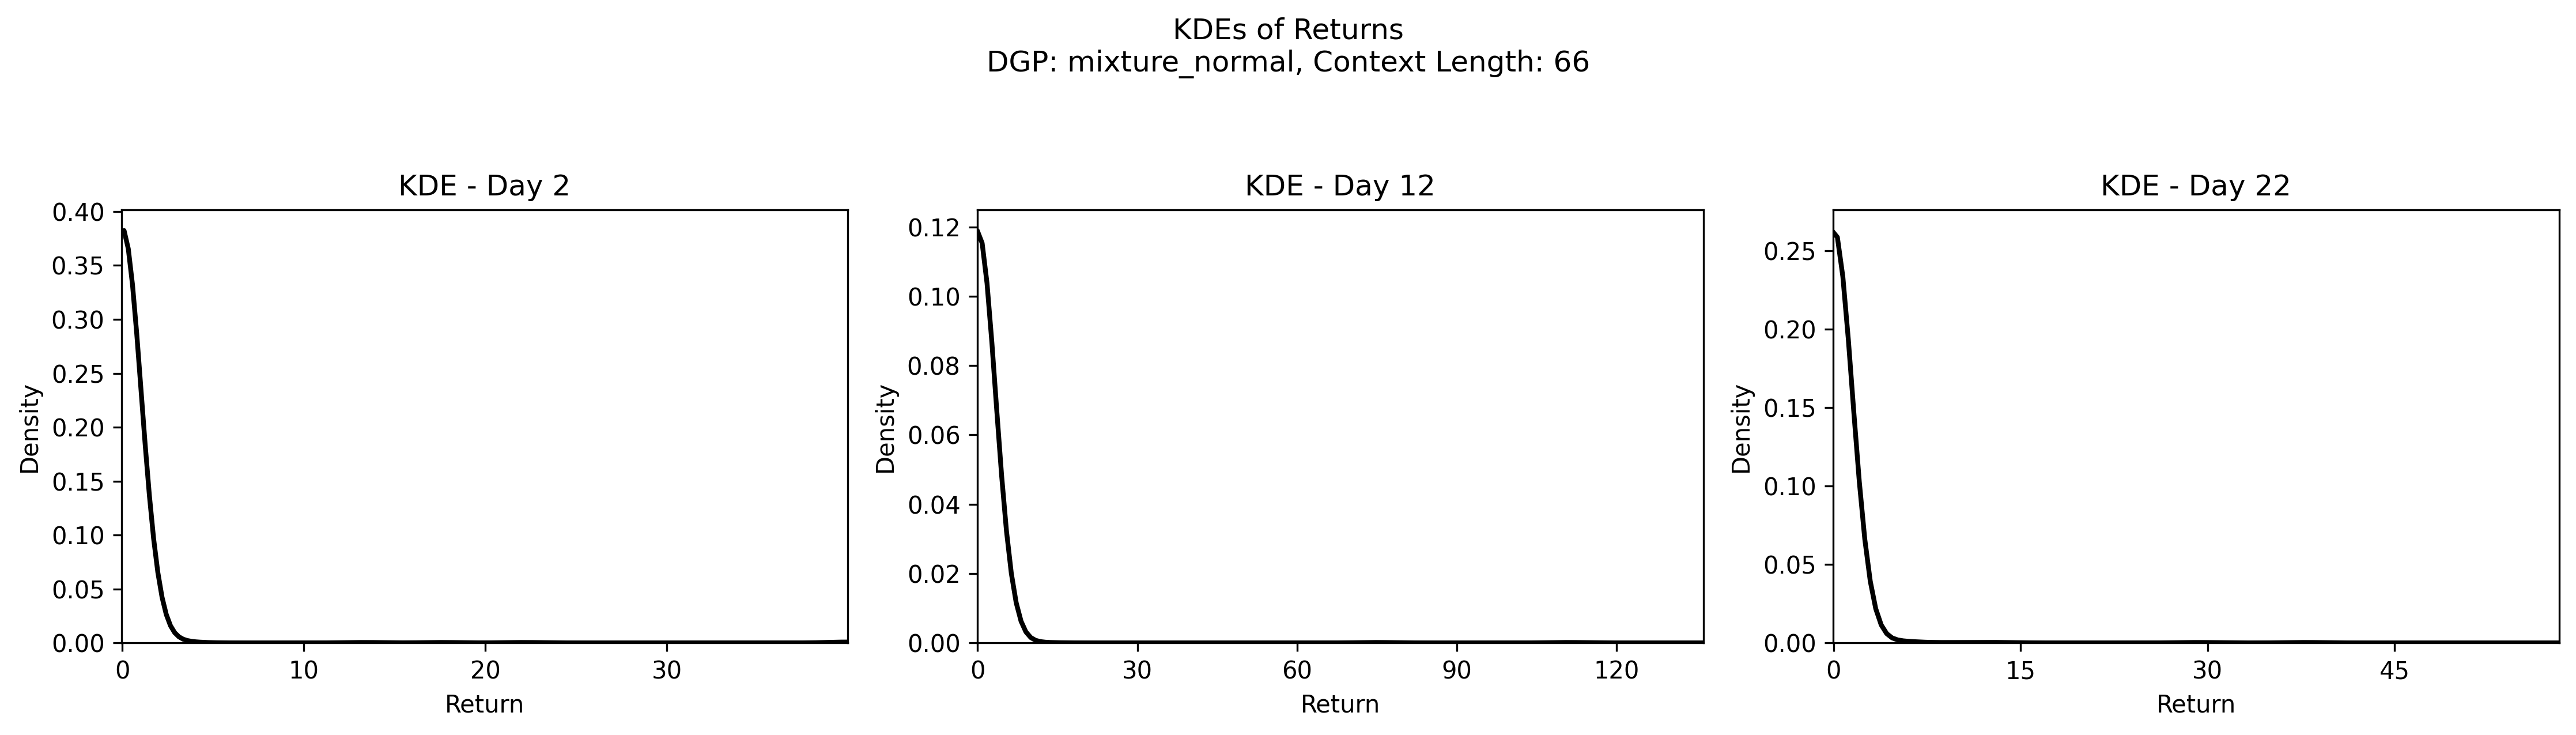 KDEs of Returns
DGP: mixture_normal, Context Length: 66
KDE - Day 2
0.40
0.35
0.30
0.25
0.20
0.15
0.10
0.05
0.00
Density
0 10 20 30
Return
KDE - Day 12
0.12
0.10
0.08
0.06
0.04
0.02
0.00
Density
0 30 60 90 120
Return
KDE - Day 22
0.25
0.20
0.15
0.10
0.05
0.00
Density
0 15 30 45
Return